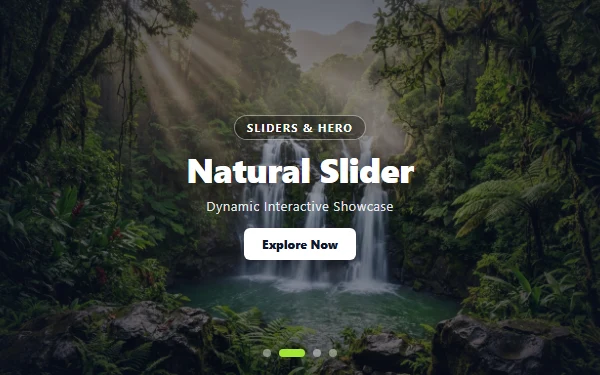 SLIDERS & HERO
Natural Slider
Dynamic Interactive Showcase
Explore Now